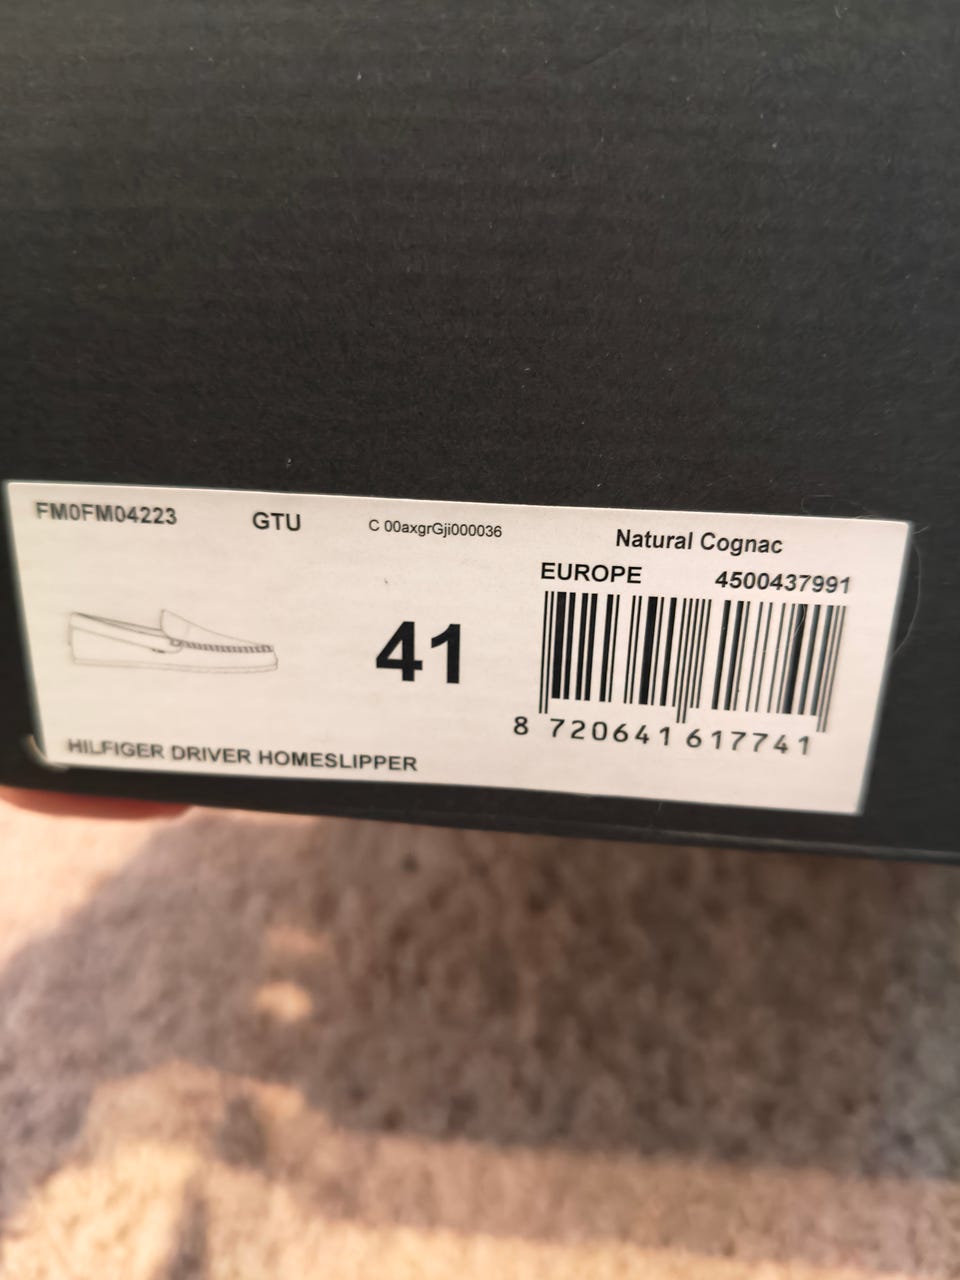 FM0FM04223 GTU C 00axgrGji000036 Natural Cognac
EUROPE 4500437991
41
8 720641 617741
HILFIGER DRIVER HOMESLIPPER